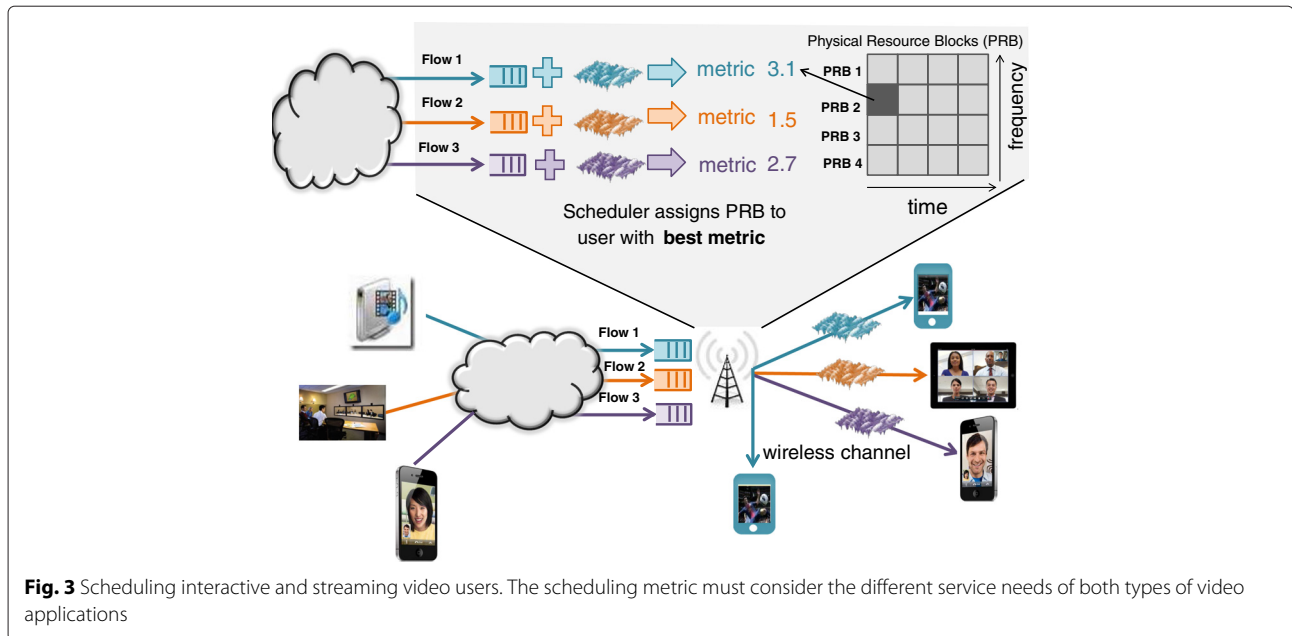 Physical Resource Blocks (PRB)
Flow 1
metric 3.1
PRB 1
Flow 2
metric 1.5
PRB 2
Flow 3
metric 2.7
PRB 3
PRB 4
frequency
time
Scheduler assigns PRB to
user with best metric
Flow 1
Flow 2
Flow 3
wireless channel
Fig. 3 Scheduling interactive and streaming video users. The scheduling metric must consider the different service needs of both types of video
applications